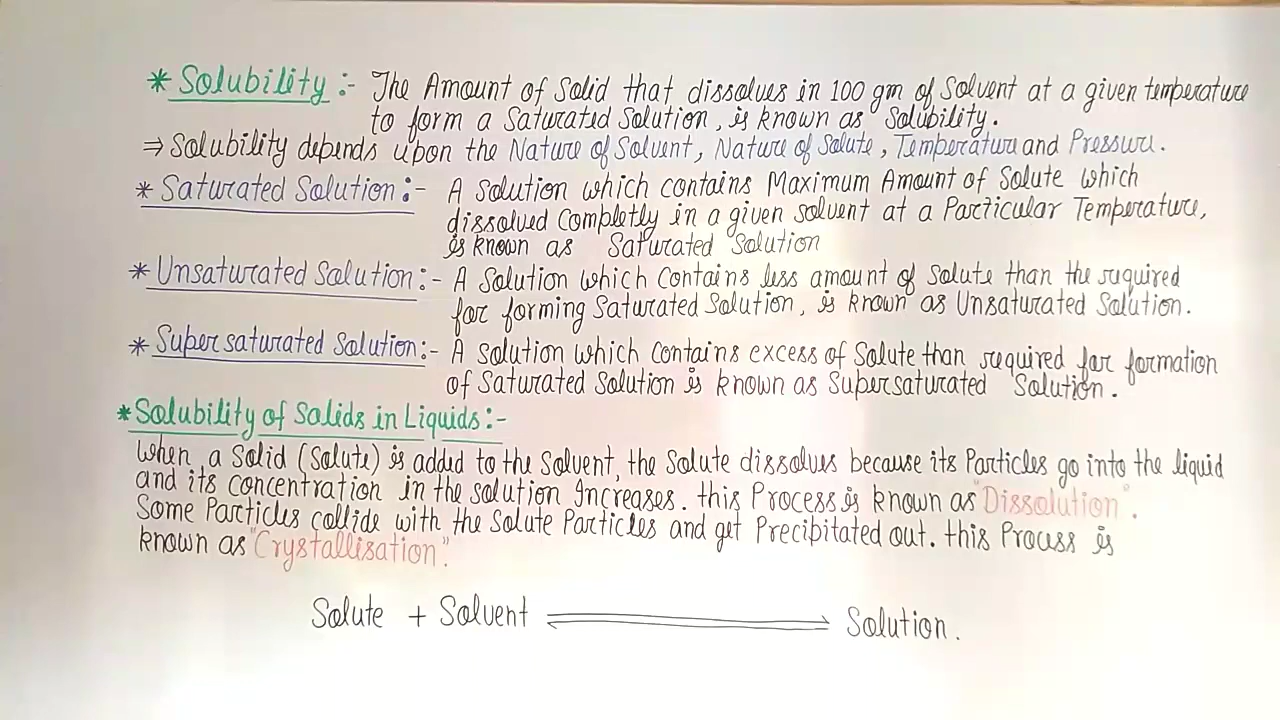 * Solubility :- The Amount of Solid that dissolves in 100 gm of Solvent at a given temperature
to form a Saturated Solution, is known as Solubility.
⇒ Solubility depends upon the Nature of Solvent, Nature of Solute, Temperature and Pressure.
* Saturated Solution :- A Solution which contains Maximum Amount of Solute which
dissolved Completly in a given solvent at a Particular Temperature,
is known as Saturated Solution
* Unsaturated Solution :- A Solution which Contains less amount of Solute than the required
for forming Saturated Solution, is known as Unsaturated Solution.
* Super saturated Solution :- A Solution which Contains excess of Solute than required for formation
of Saturated Solution is known as Supersaturated Solution.
* Solubility of Solids in Liquids :-
When a Solid (Solute) is added to the Solvent, the Solute dissolves because its Particles go into the liquid
and its concentration in the solution Increases. this Process is known as "Dissolution".
Some Particles collide with the Solute Particles and get Precipitated out. this Process is
known as "Crystallisation".
Solute + Solvent ⇌ Solution.